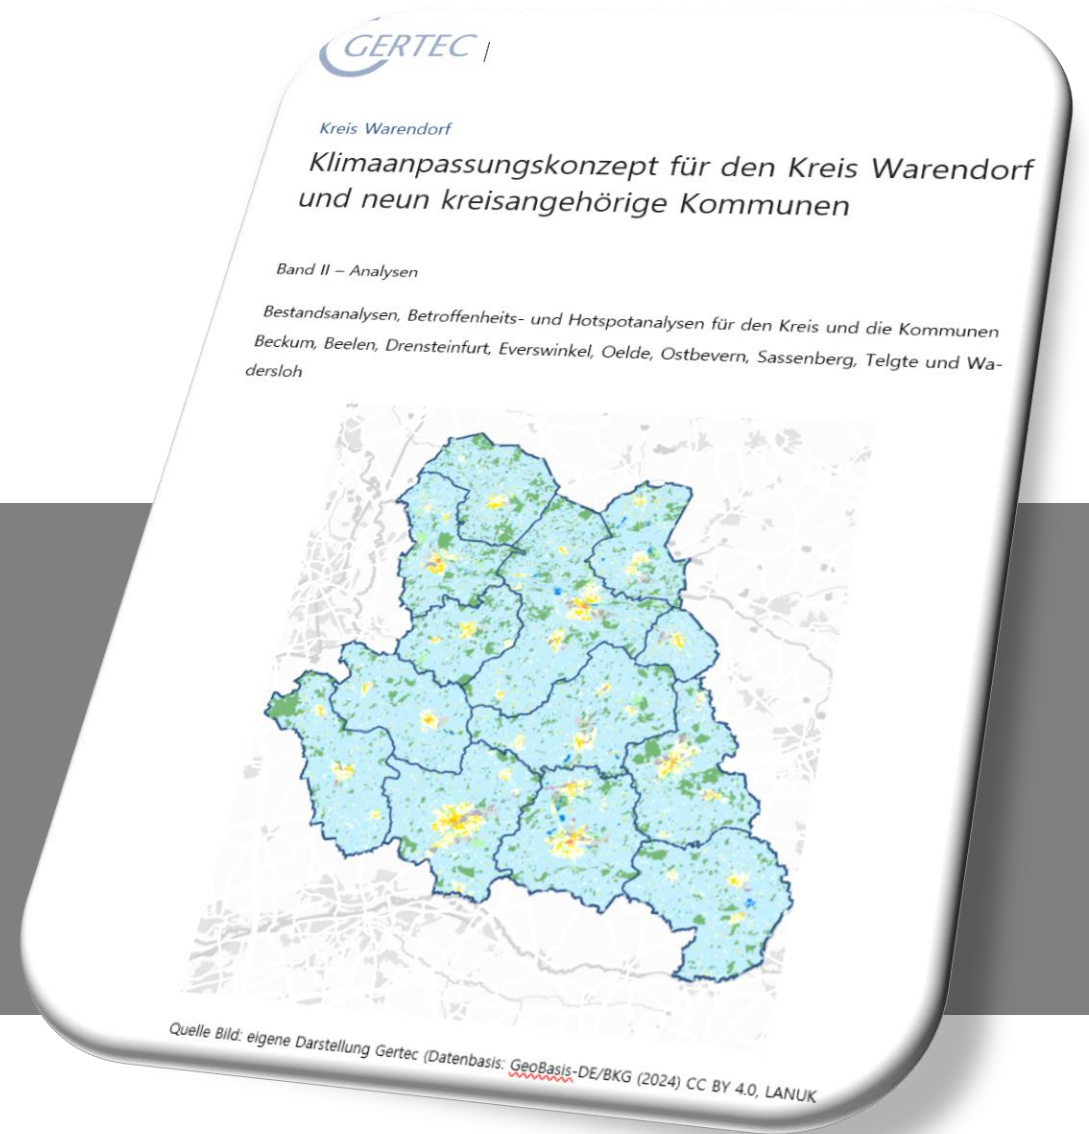 GERTEC |
Kreis Warendorf
Klimaanpassungskonzept für den Kreis Warendorf
und neun kreisangehörige Kommunen
Band II – Analysen
Bestandsanalysen, Betroffenheits- und Hotspotanalysen für den Kreis und die Kommunen
Beckum, Beelen, Drensteinfurt, Everswinkel, Oelde, Ostbevern, Sassenberg, Telgte und Wa-
dersloh
Quelle Bild: eigene Darstellung Gertec (Datenbasis: GeoBasis-DE/BKG (2024) CC BY 4.0, LANUK